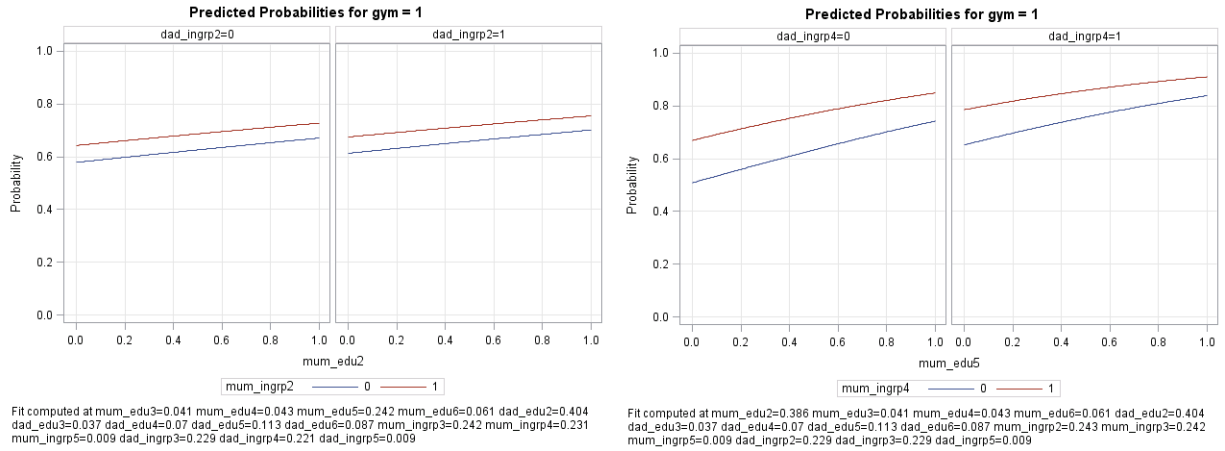 Predicted Probabilities for gym = 1
dad_ingrp2=0
dad_ingrp2=1
1.0
0.8
0.6
0.4
0.2
0.0
Probability
0.0 0.2 0.4 0.6 0.8 1.0
0.0 0.2 0.4 0.6 0.8 1.0
mum_edu2
mum_ingrp2 0 1
Fit computed at mum_edu3=0.041 mum_edu4=0.043 mum_edu5=0.242 mum_edu6=0.061 dad_edu2=0.404
dad_edu3=0.037 dad_edu4=0.07 dad_edu5=0.113 dad_edu6=0.087 mum_ingrp3=0.242 mum_ingrp4=0.231
mum_ingrp5=0.009 dad_ingrp3=0.229 dad_ingrp4=0.221 dad_ingrp5=0.009
Predicted Probabilities for gym = 1
dad_ingrp4=0
dad_ingrp4=1
1.0
0.8
0.6
0.4
0.2
0.0
Probability
0.0 0.2 0.4 0.6 0.8 1.0
0.0 0.2 0.4 0.6 0.8 1.0
mum_edu5
mum_ingrp4 0 1
Fit computed at mum_edu2=0.386 mum_edu3=0.041 mum_edu4=0.043 mum_edu6=0.061 dad_edu2=0.404
dad_edu3=0.037 dad_edu4=0.07 dad_edu5=0.113 dad_edu6=0.087 mum_ingrp2=0.243 mum_ingrp3=0.242
mum_ingrp5=0.009 dad_ingrp2=0.229 dad_ingrp3=0.229 dad_ingrp5=0.009